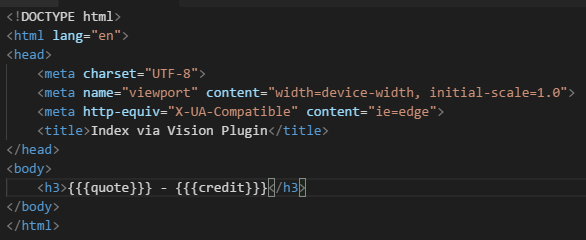 <!DOCTYPE html>
<html lang="en">
<head>
    <meta charset="UTF-8">
    <meta name="viewport" content="width=device-width, initial-scale=1.0">
    <meta http-equiv="X-UA-Compatible" content="ie=edge">
    <title>Index via Vision Plugin</title>
</head>
<body>
    <h3>{{{quote}}} - {{{credit}}}</h3>
</body>
</html>